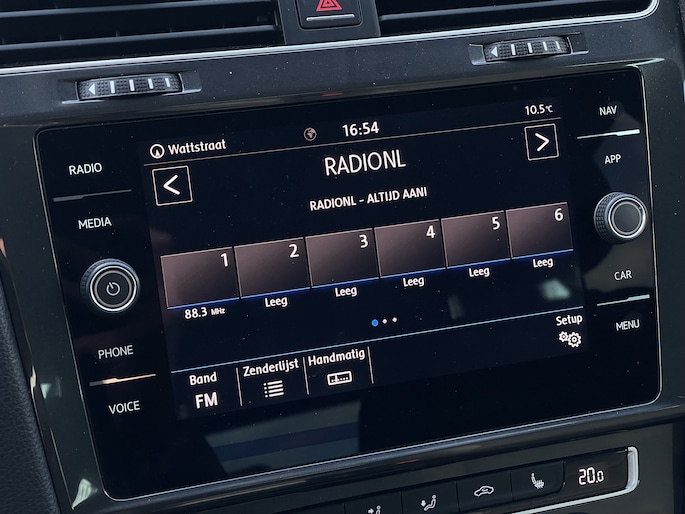 16:54
10.5°C
Wattstraat
RADIONL
RADIONL - ALTIJD AAN!
1 2 3 4 5 6
88.3 MHz Leeg Leeg Leeg Leeg Leeg
Setup
Band Zenderlijst Handmatig
FM
RADIO
MEDIA
PHONE
VOICE
NAV
APP
CAR
MENU
20.0